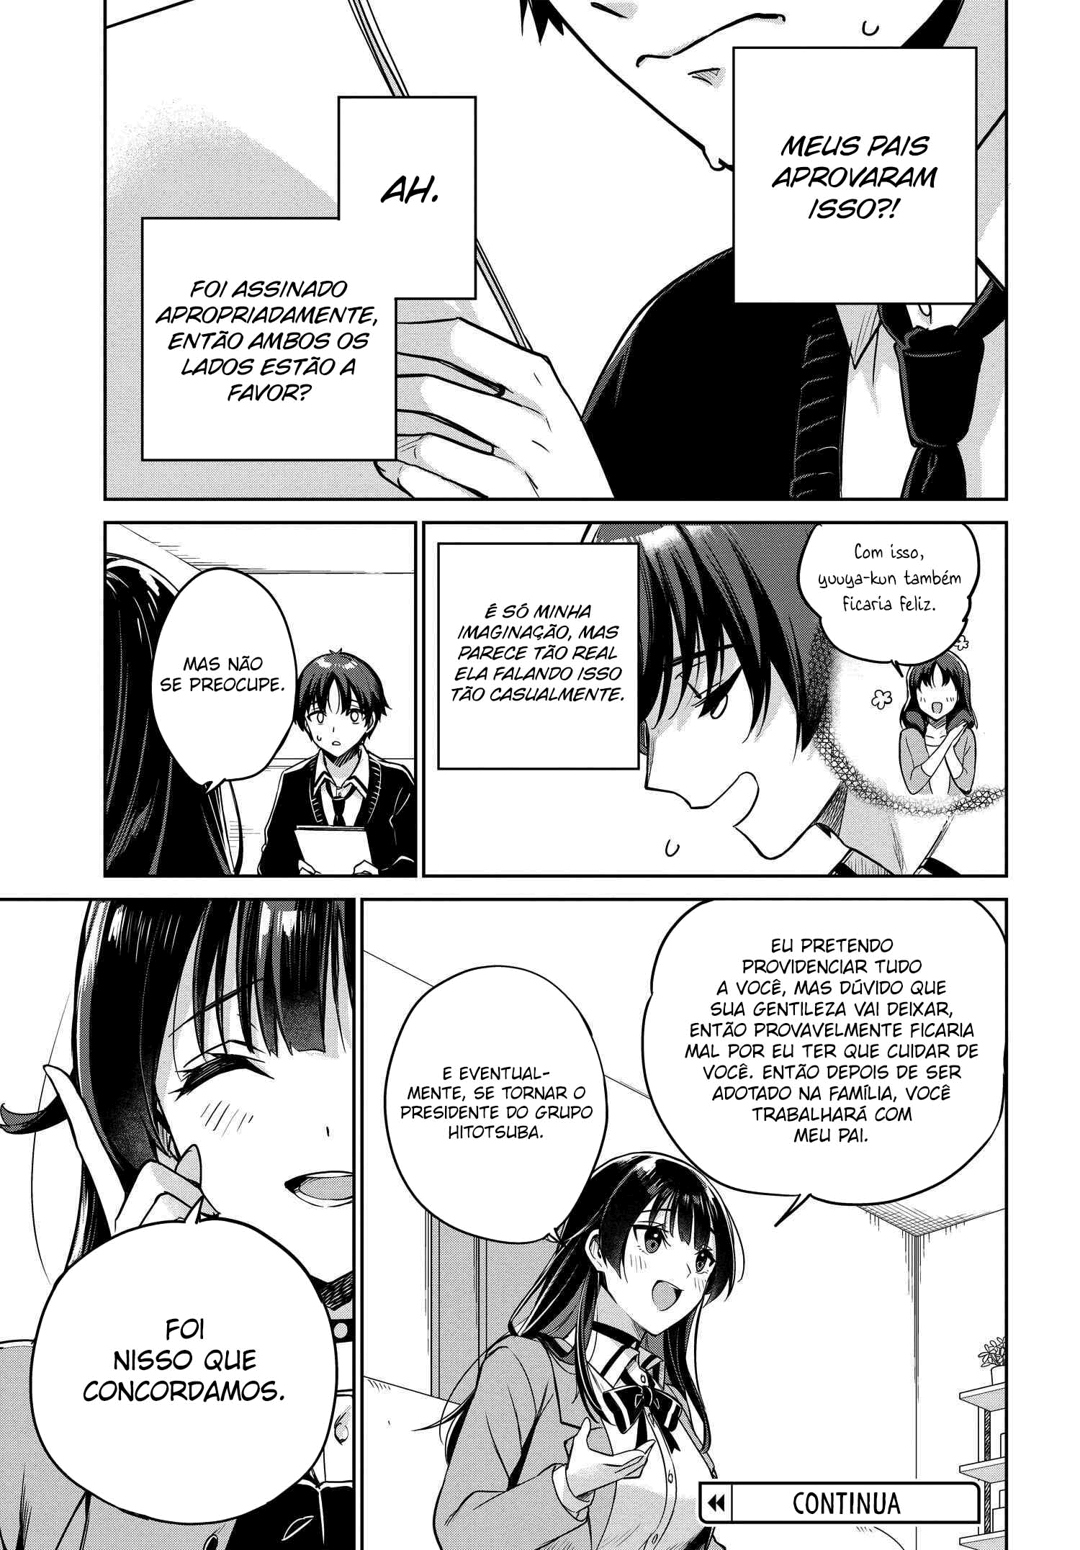 MEUS PAIS
APROVARAM
ISSO?!
AH.
FOI ASSINADO
APROPRIADAMENTE,
ENTÃO AMBOS OS
LADOS ESTÃO A
FAVOR?
Com isso,
yuuya-kun também
ficaria feliz.
É SÓ MINHA
IMAGINAÇÃO, MAS
PARECE TÃO REAL
ELA FALANDO ISSO
TÃO CASUALMENTE.
MAS NÃO
SE PREOCUPE.
EU PRETENDO
PROVIDENCIAR TUDO
A VOCÊ, MAS DÚVIDO QUE
SUA GENTILEZA VAI DEIXAR,
ENTÃO PROVAVELMENTE FICARIA
MAL POR EU TER QUE CUIDAR DE
VOCÊ. ENTÃO DEPOIS DE SER
ADOTADO NA FAMÍLIA, VOCÊ
TRABALHARÁ COM
MEU PAI.
E EVENTUAL-
MENTE, SE TORNAR O
PRESIDENTE DO GRUPO
HITOTSUBA.
FOI
NISSO QUE
CONCORDAMOS.
CONTINUA